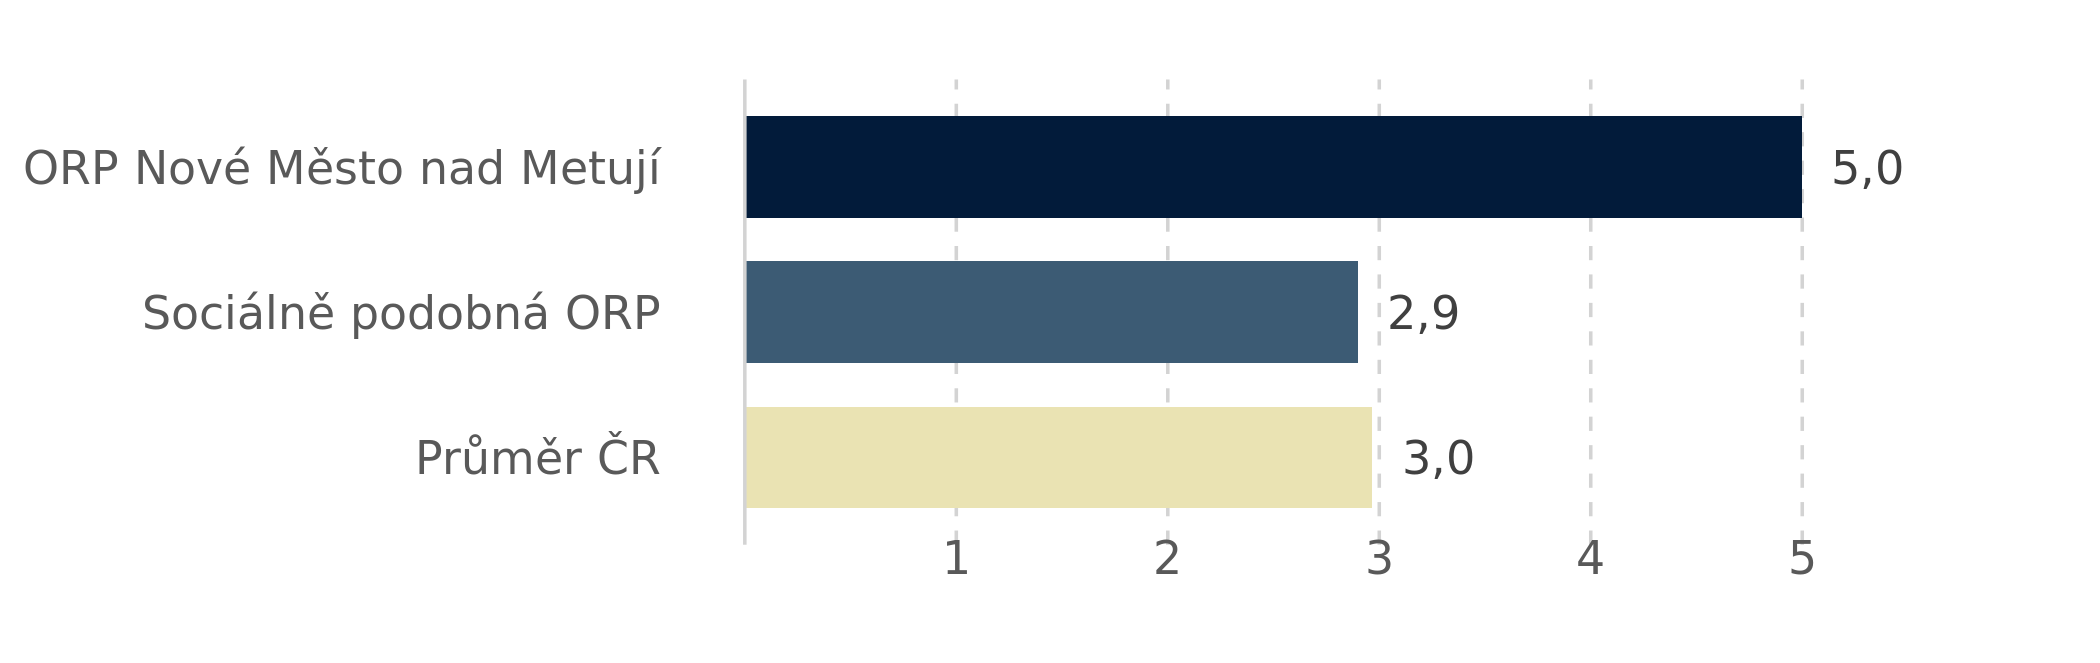 ORP Nové Město nad Metují
5,0
Sociálně podobná ORP
2,9
Průměr ČR
3,0
1 2 3 4 5